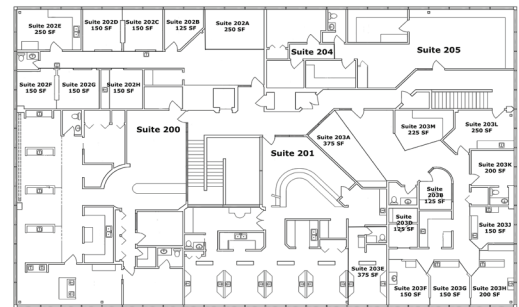 Suite 202E
250 SF
Suite 202D
150 SF
Suite 202C
150 SF
Suite 202B
125 SF
Suite 202A
250 SF
Suite 204
Suite 205
Suite 202F
150 SF
Suite 202G
150 SF
Suite 202H
150 SF
Suite 200
Suite 201
Suite 203A
375 SF
Suite 203M
225 SF
Suite 203L
250 SF
Suite 203K
200 SF
Suite 203B
125 SF
Suite 203D
125 SF
Suite 203J
150 SF
Suite 203E
375 SF
Suite 203F
150 SF
Suite 203G
150 SF
Suite 203H
200 SF